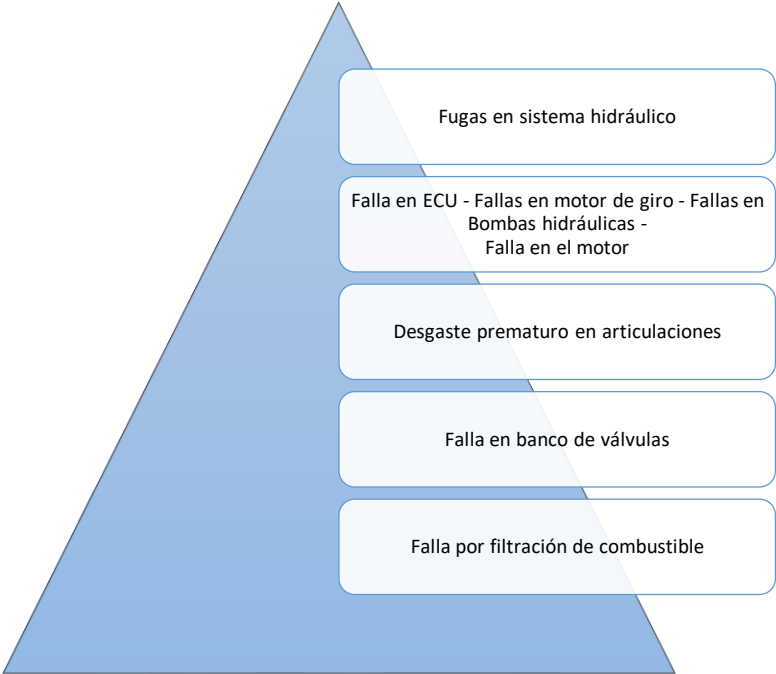 Fugas en sistema hidráulico
Falla en ECU - Fallas en motor de giro - Fallas en
Bombas hidráulicas -
Falla en el motor
Desgaste prematuro en articulaciones
Falla en banco de válvulas
Falla por filtración de combustible